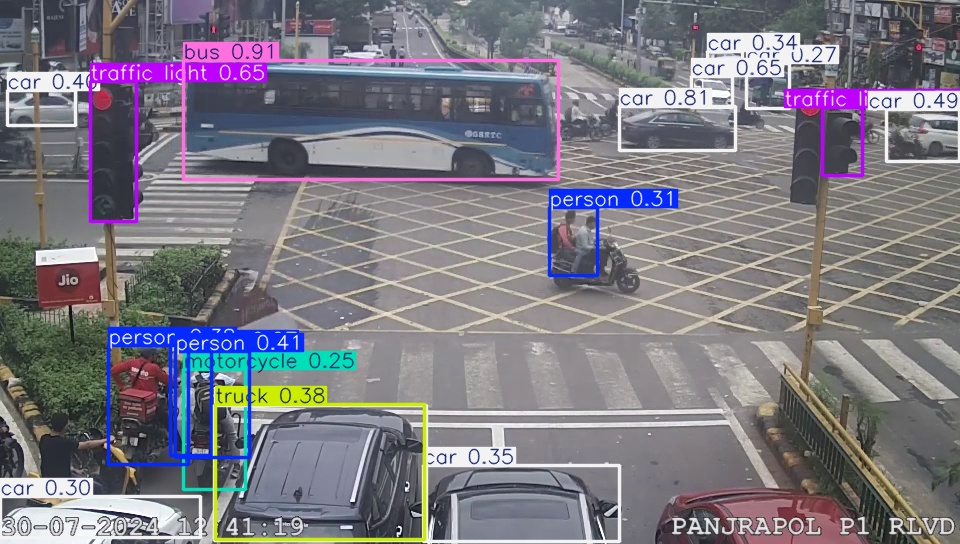 bus 0.91
car 0.34
car 0.27
car 0.65
car 0.40
traffic light 0.65
car 0.81
traffic li
car 0.49
GSRTC
person 0.31
Jio
person
person 0.41
motorcycle 0.25
truck 0.38
car 0.35
car 0.30
30-07-2024 12:41:19
PANJRAPOL P1 RLVD